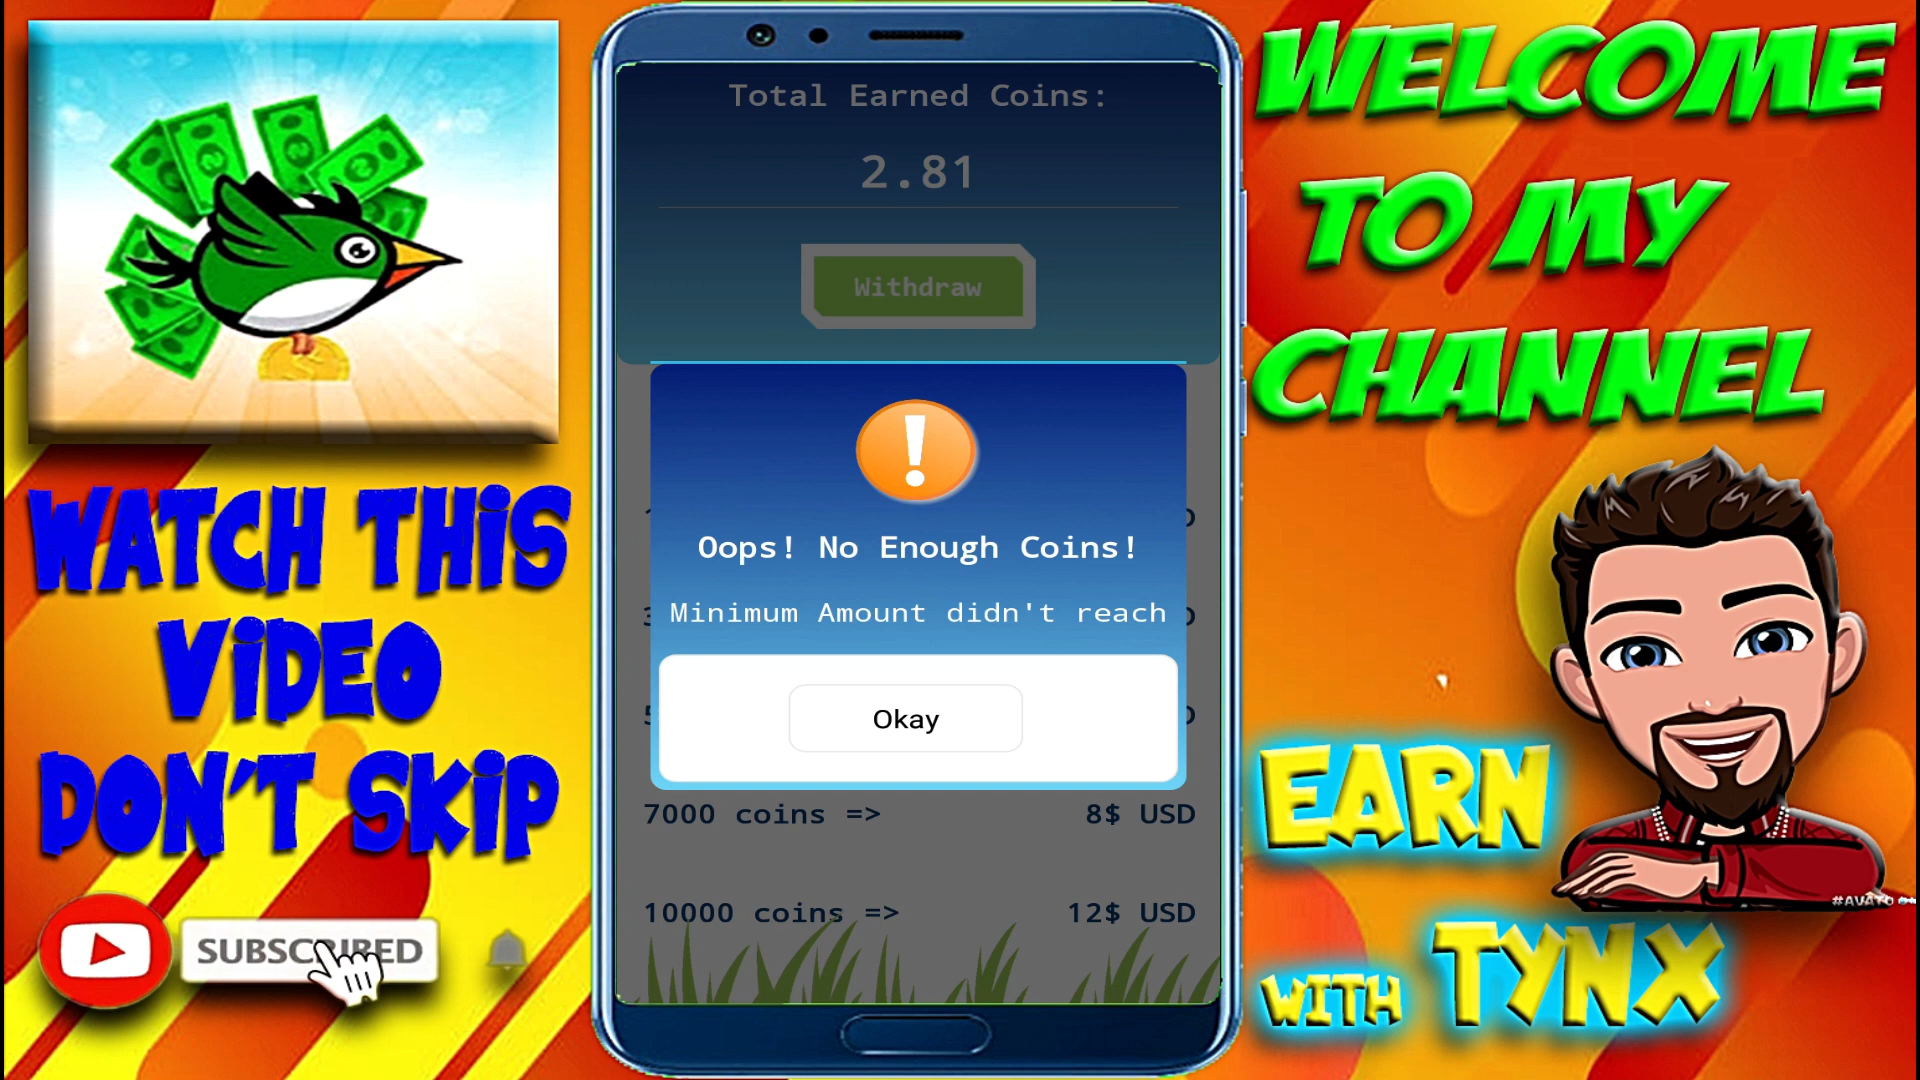 WATCH THIS
VIDEO
DON'T SKIP
SUBSCRIBED
Total Earned Coins:
2.81
Withdraw
Oops! No Enough Coins!
Minimum Amount didn't reach
Okay
7000 coins => 8$ USD
10000 coins => 12$ USD
WELCOME
TO MY
CHANNEL
EARN
WITH TYNX